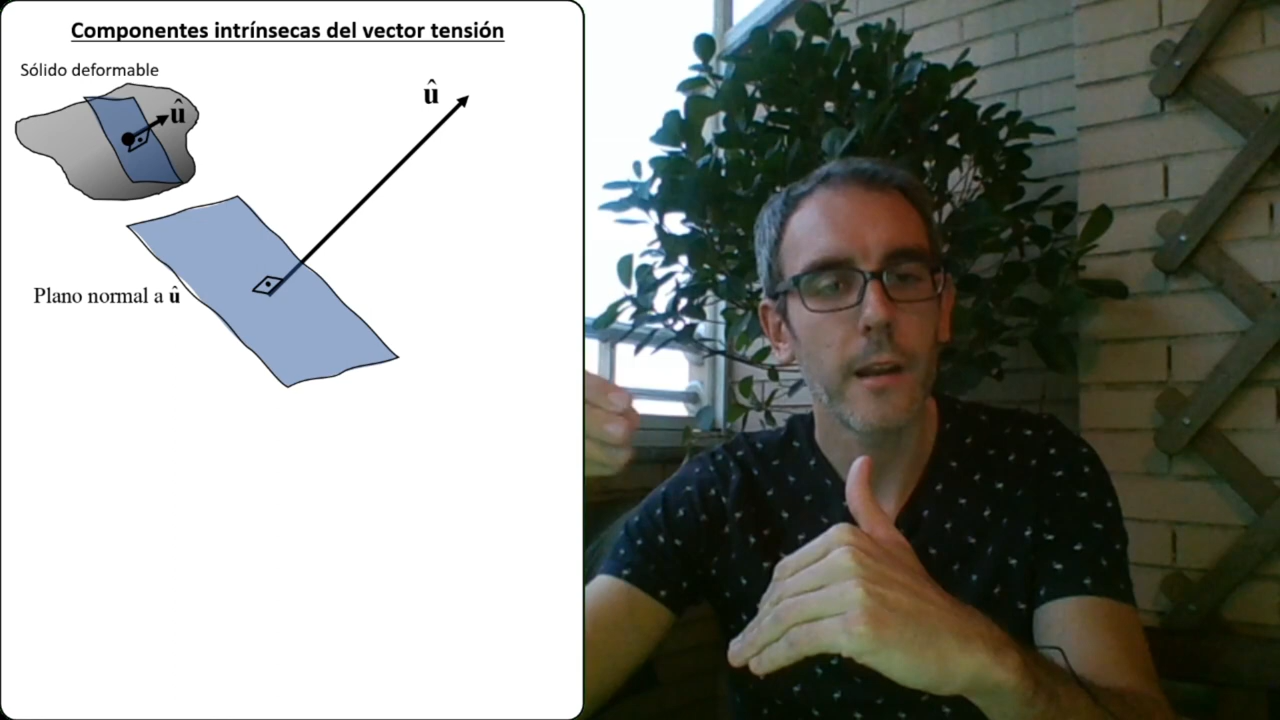 Componentes intrínsecas del vector tensión
Sólido deformable
û
û
Plano normal a û